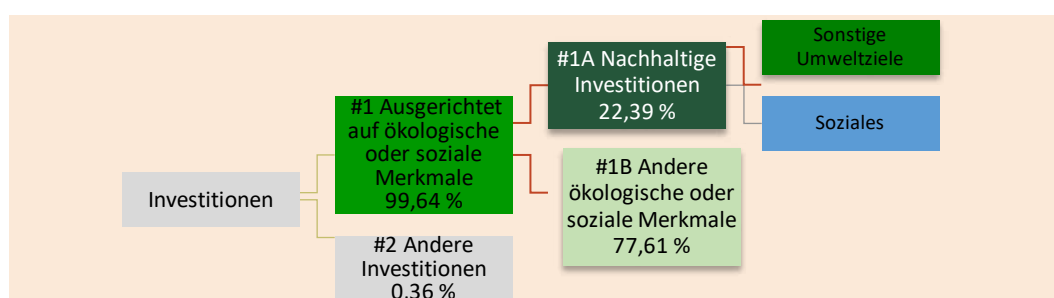 Investitionen
#1 Ausgerichtet
auf ökologische
oder soziale
Merkmale
99,64 %
#2 Andere
Investitionen
0,36 %
#1A Nachhaltige
Investitionen
22,39 %
#1B Andere
ökologische oder
soziale Merkmale
77,61 %
Sonstige
Umweltziele
Soziales